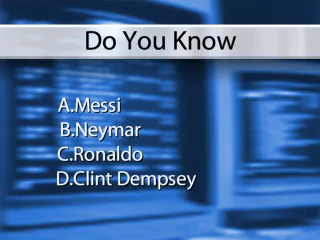 Do You Know
A.Messi
B.Neymar
C.Ronaldo
D.Clint Dempsey